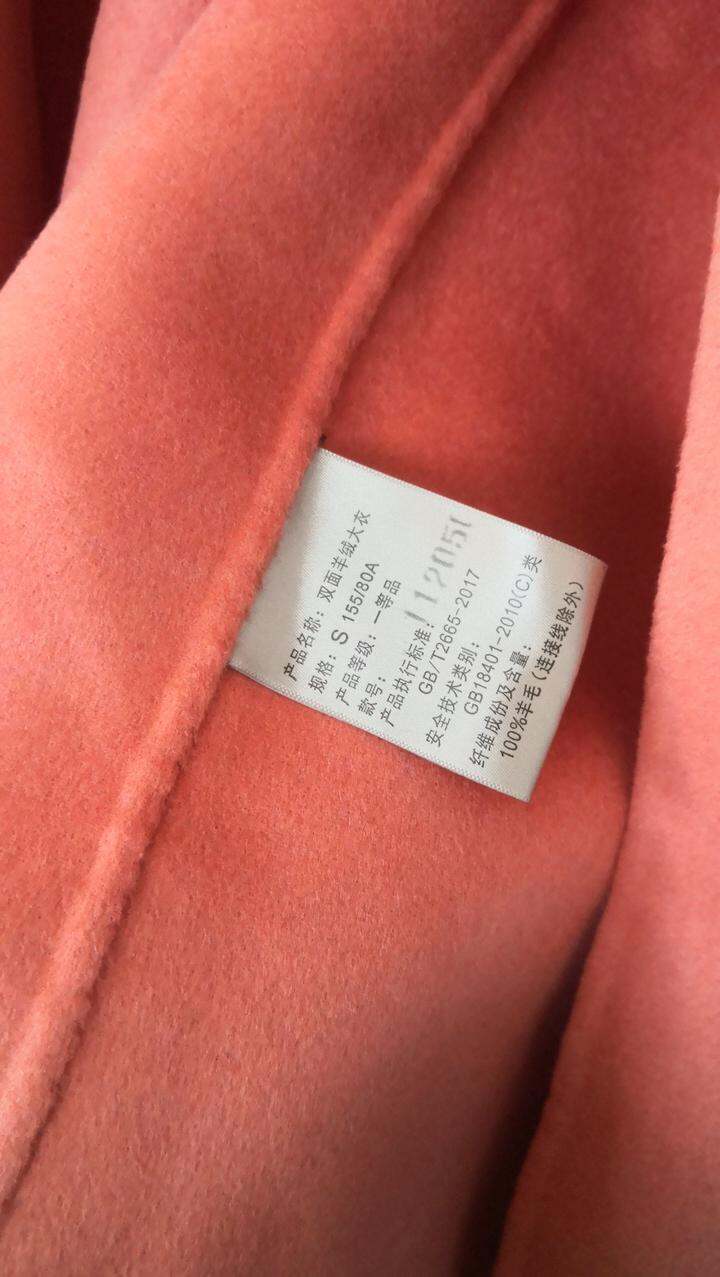 产品名称：双面羊绒大衣
规格：S 155/80A
产品等级：一等品
款号：
产品执行标准：
GB/T2665-2017
安全技术类别：
GB18401-2010(C)类
纤维成份及含量：
100%羊毛（连接线除外）